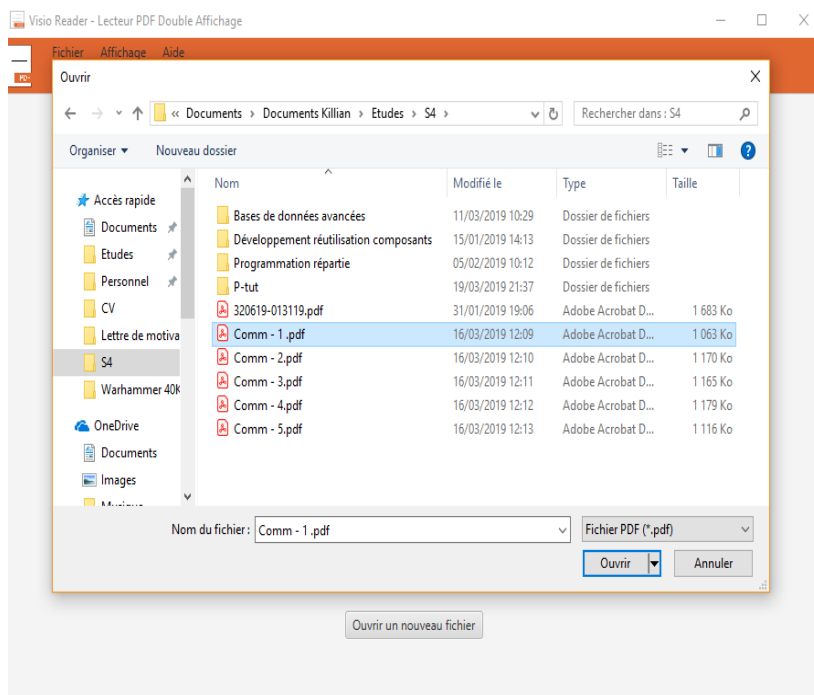 Visio Reader - Lecteur PDF Double Affichage
Fichier Affichage Aide
Ouvrir
« Documents > Documents Killian > Etudes > S4 >
Rechercher dans : S4
Organiser
Nouveau dossier
Nom Modifié le Type Taille
Accès rapide
Documents
Etudes
Personnel
CV
Lettre de motiva
S4
Warhammer 40K
OneDrive
Documents
Images
Bases de données avancées 11/03/2019 10:29 Dossier de fichiers
Développement réutilisation composants 15/01/2019 14:13 Dossier de fichiers
Programmation répartie 05/02/2019 10:12 Dossier de fichiers
P-tut 19/03/2019 21:37 Dossier de fichiers
320619-013119.pdf 31/01/2019 19:06 Adobe Acrobat D... 1 683 Ko
Comm - 1 .pdf 16/03/2019 12:09 Adobe Acrobat D... 1 063 Ko
Comm - 2.pdf 16/03/2019 12:10 Adobe Acrobat D... 1 170 Ko
Comm - 3.pdf 16/03/2019 12:11 Adobe Acrobat D... 1 165 Ko
Comm - 4.pdf 16/03/2019 12:12 Adobe Acrobat D... 1 179 Ko
Comm - 5.pdf 16/03/2019 12:13 Adobe Acrobat D... 1 116 Ko
Nom du fichier : Comm - 1 .pdf
Fichier PDF (*.pdf)
Ouvrir
Annuler
Ouvrir un nouveau fichier